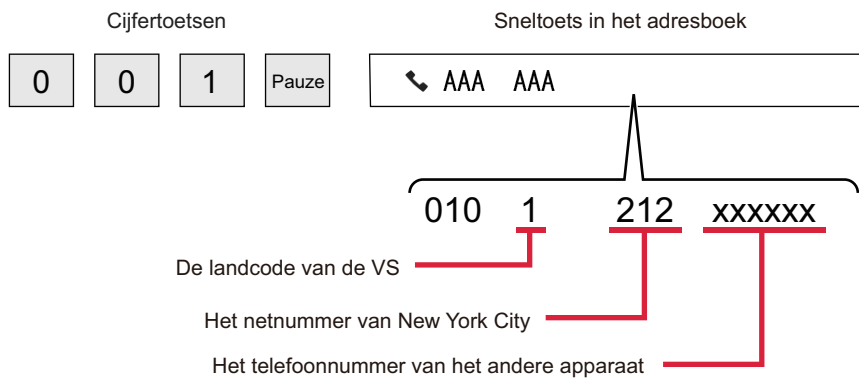 Cijfertoetsen Sneltoets in het adresboek
0 0 1 Pauze AAA AAA
010 1 212 xxxxxx
De landcode van de VS
Het netnummer van New York City
Het telefoonnummer van het andere apparaat